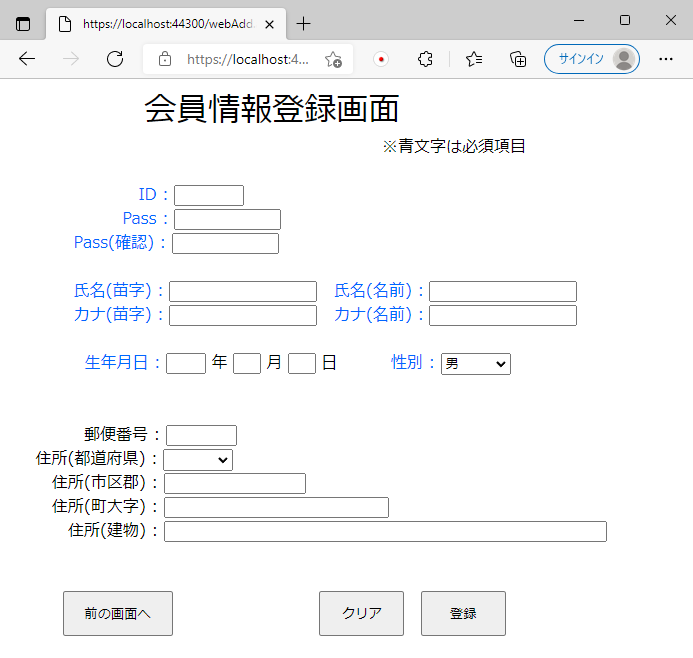 https://localhost:44300/webAdd
https://localhost:4...
サインイン
会員情報登録画面
※青文字は必須項目
ID：
Pass：
Pass(確認)：
氏名(苗字)： 氏名(名前)：
カナ(苗字)： カナ(名前)：
生年月日： 年 月 日 性別： 男
郵便番号：
住所(都道府県)：
住所(市区郡)：
住所(町大字)：
住所(建物)：
前の画面へ クリア 登録